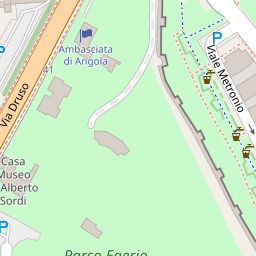 P
Ambasciata
di Angola
41
Via Druso
P
Viale Metronio
Casa
Museo
Alberto
Sordi
P
Parco Egerio